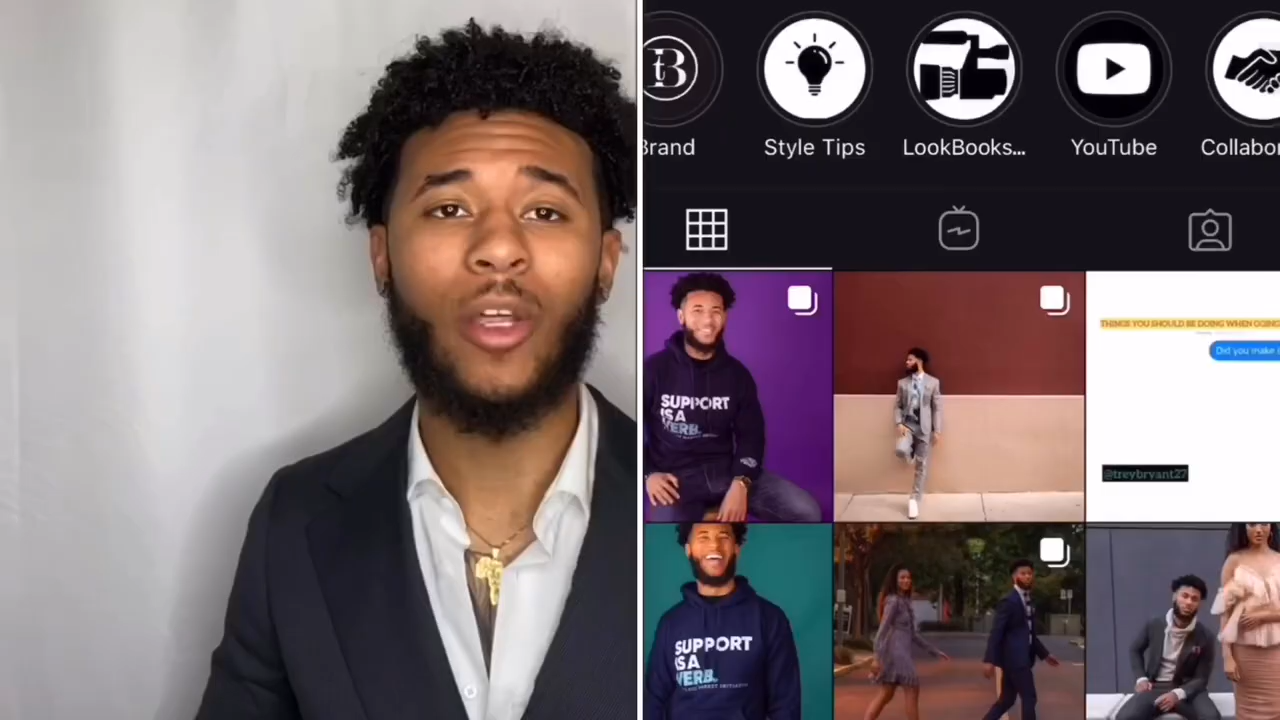 tB
Brand
Style Tips
LookBooks...
YouTube
Collabor
THINGS YOU SHOULD BE DOING WHEN GOING
Did you make i
@treybryant27
SUPPORT
IS A
VERB.
SUPPORT
IS A
VERB.